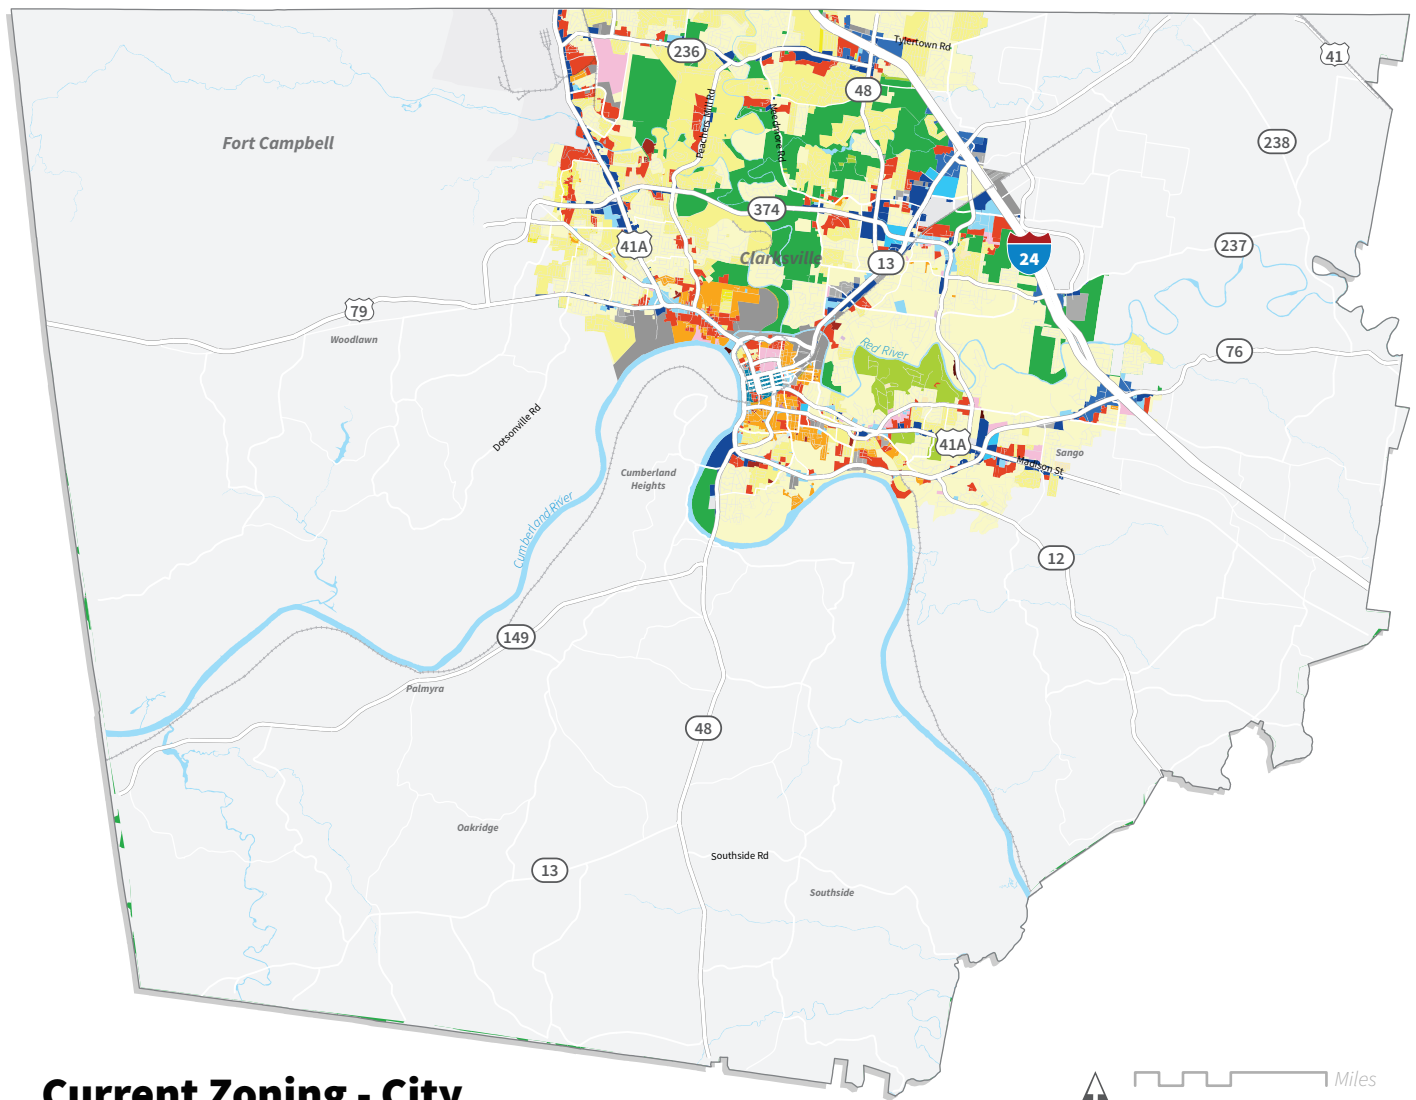 236
Tylertown Rd
41
48
Peachers Mill Rd
Needmore Rd
Fort Campbell
238
374
41A
Clarksville
13
24
237
79
Woodlawn
Red River
76
Dotsonville Rd
41A
Sango
Madison St
Cumberland
Heights
Cumberland River
12
149
Palmyra
48
Oakridge
Southside Rd
13
Southside
Current Zoning - City
Miles